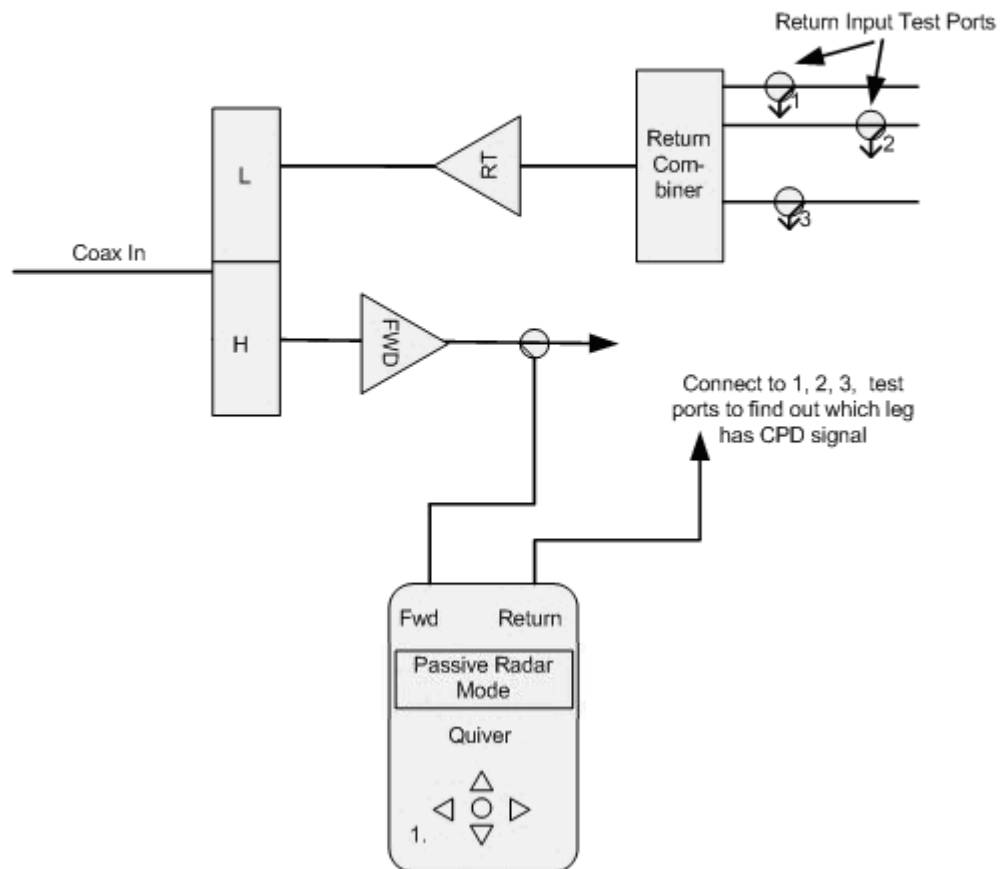 Return Input Test Ports
1
2
3
Return
Com-
biner
RT
L
Coax In
H
FWD
Connect to 1, 2, 3, test
ports to find out which leg
has CPD signal
Fwd
Return
Passive Radar
Mode
Quiver
1.